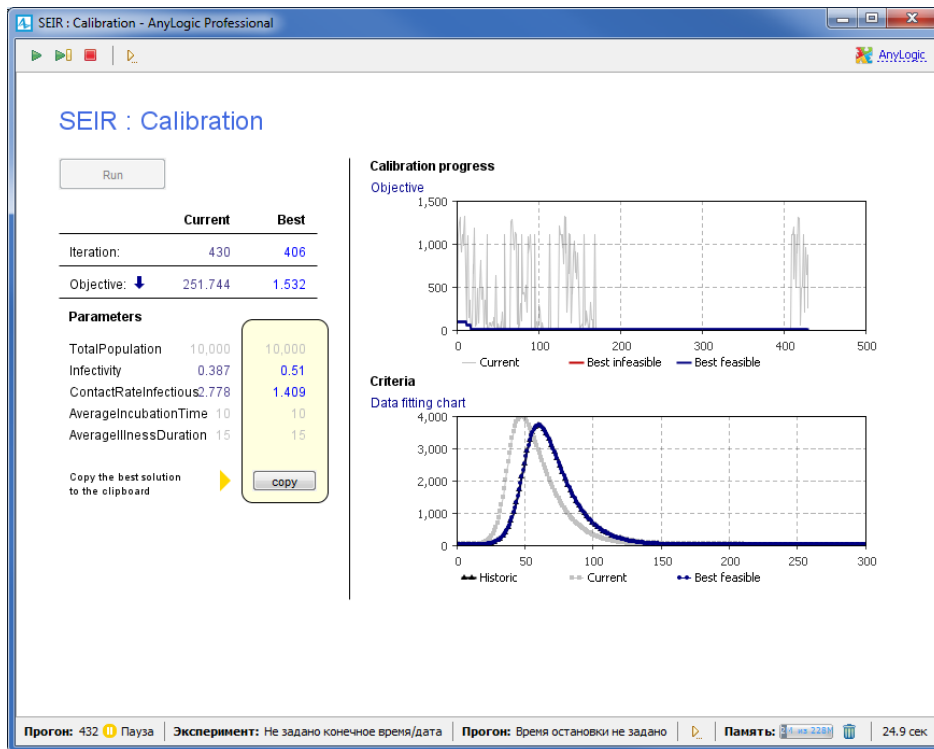 SEIR : Calibration - AnyLogic Professional
AnyLogic
SEIR : Calibration
Run
Current Best
Iteration: 430 406
Objective: 251.744 1.532
Parameters
TotalPopulation 10,000 10,000
Infectivity 0.387 0.51
ContactRateInfectious 2.778 1.409
AverageIncubationTime 10 10
AverageIllnessDuration 15 15
Copy the best solution
to the clipboard
copy
Calibration progress
Objective
1,500
1,000
500
0
0 100 200 300 400 500
Current Best infeasible Best feasible
Criteria
Data fitting chart
4,000
3,000
2,000
1,000
0
0 50 100 150 200 250 300
Historic Current Best feasible
Прогон: 432 Пауза Эксперимент: Не задано конечное время/дата Прогон: Время остановки не задано Память: из 228M 24.9 сек